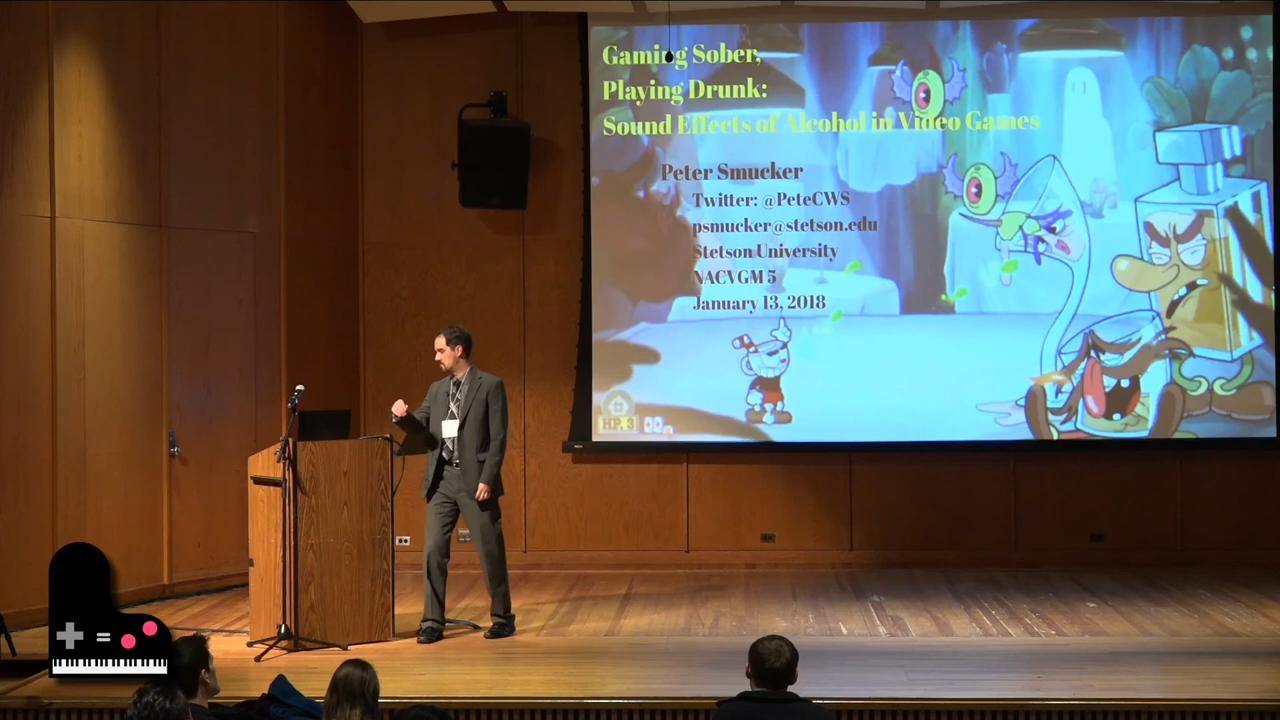 Gaming Sober,
Playing Drunk:
Sound Effects of Alcohol in Video Games
Peter Smucker
Twitter: @PeteCWS
psmucker@stetson.edu
Stetson University
NACVGM 5
January 13, 2018
HP. 3